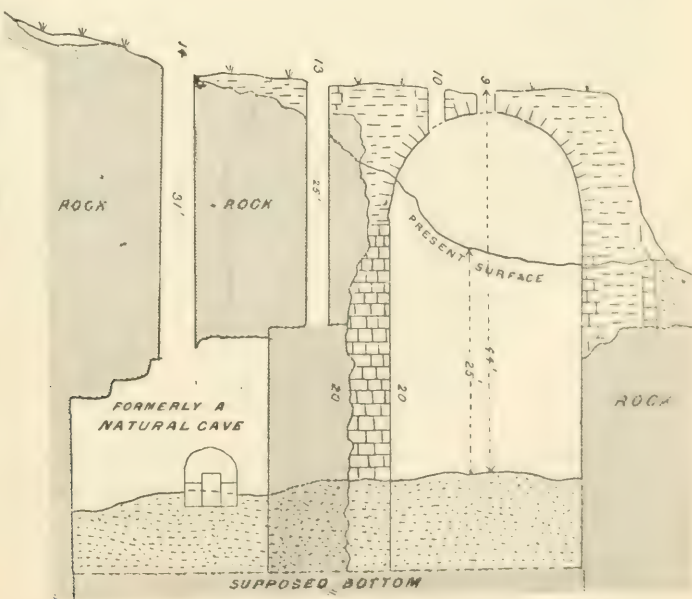 14
13
10
9
ROCK
31'
ROCK
25'
PRESENT SURFACE
44'
25'
20
20
ROCK
FORMERLY A
NATURAL CAVE
SUPPOSED BOTTOM